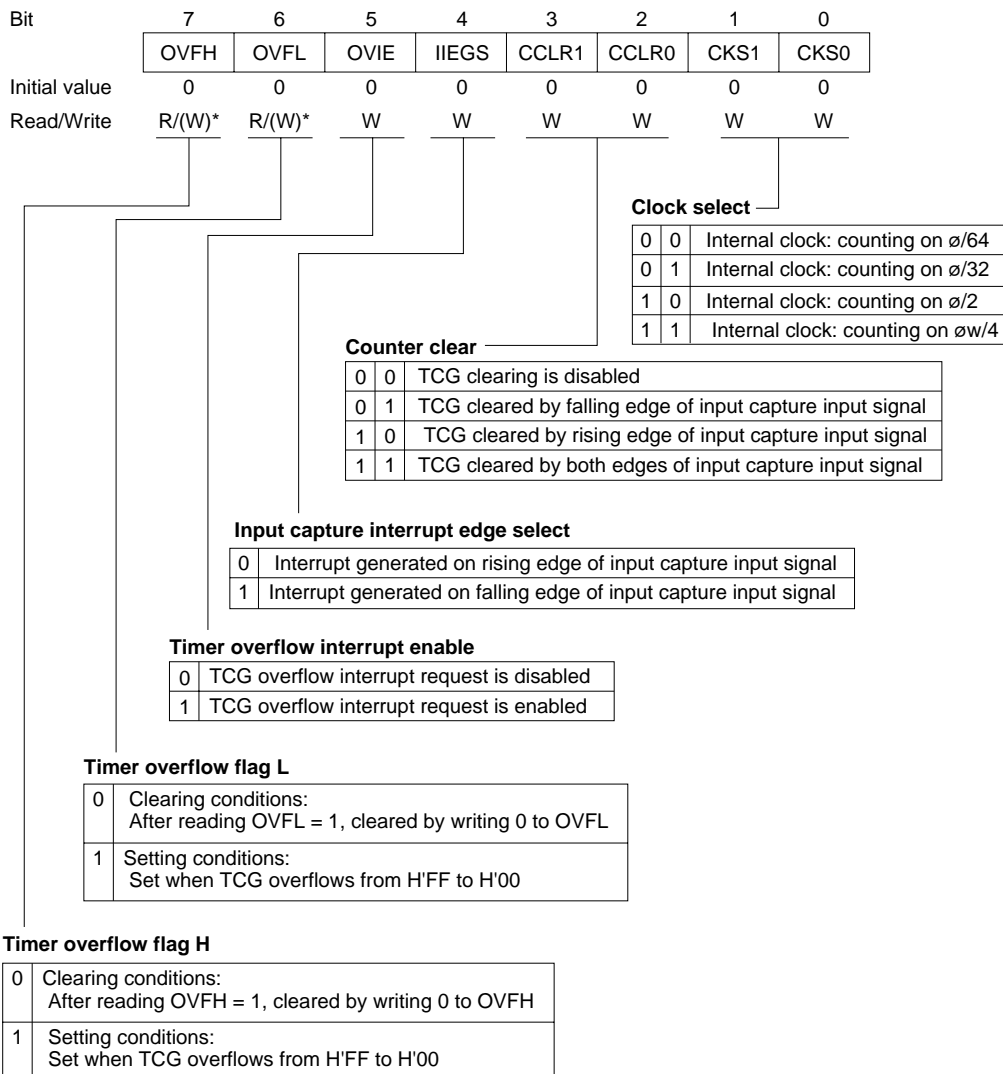 Bit 7 6 5 4 3 2 1 0
OVFH OVFL OVIE IIEGS CCLR1 CCLR0 CKS1 CKS0
Initial value 0 0 0 0 0 0 0 0
Read/Write R/(W)* R/(W)* W W W W W W
Clock select
0 0 Internal clock: counting on ø/64
0 1 Internal clock: counting on ø/32
1 0 Internal clock: counting on ø/2
1 1 Internal clock: counting on øw/4
Counter clear
0 0 TCG clearing is disabled
0 1 TCG cleared by falling edge of input capture input signal
1 0 TCG cleared by rising edge of input capture input signal
1 1 TCG cleared by both edges of input capture input signal
Input capture interrupt edge select
0 Interrupt generated on rising edge of input capture input signal
1 Interrupt generated on falling edge of input capture input signal
Timer overflow interrupt enable
0 TCG overflow interrupt request is disabled
1 TCG overflow interrupt request is enabled
Timer overflow flag L
0 Clearing conditions:
After reading OVFL = 1, cleared by writing 0 to OVFL
1 Setting conditions:
Set when TCG overflows from H'FF to H'00
Timer overflow flag H
0 Clearing conditions:
After reading OVFH = 1, cleared by writing 0 to OVFH
1 Setting conditions:
Set when TCG overflows from H'FF to H'00